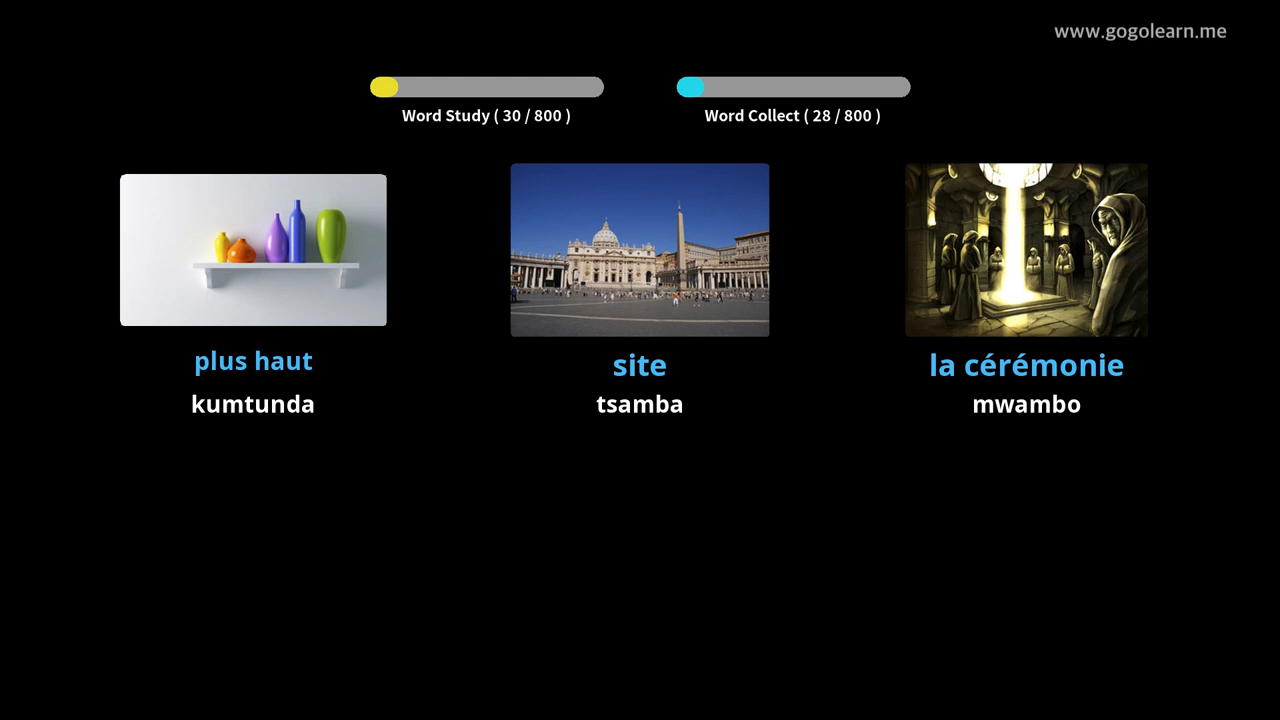 www.gogolearn.me
Word Study ( 30 / 800 )
Word Collect ( 28 / 800 )
plus haut
site
la cérémonie
kumtunda
tsamba
mwambo